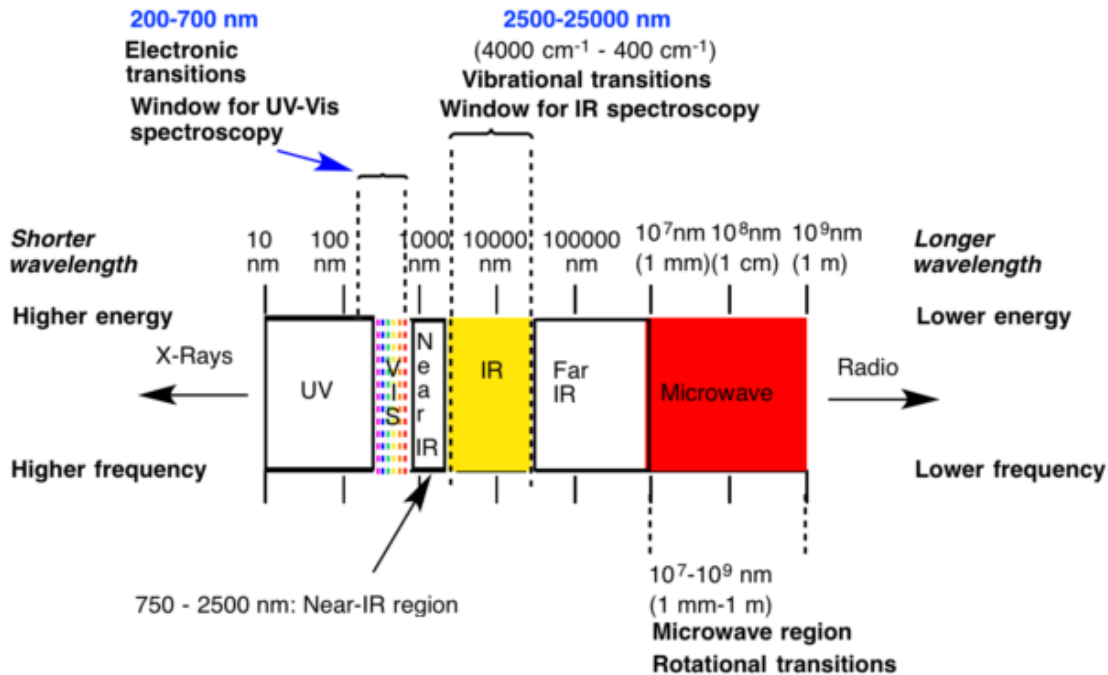 200-700 nm
Electronic
transitions
Window for UV-Vis
spectroscopy
2500-25000 nm
(4000 cm⁻¹ - 400 cm⁻¹)
Vibrational transitions
Window for IR spectroscopy
Shorter
wavelength
10
nm
100
nm
1000
nm
10000
nm
100000
nm
10⁷nm
(1 mm)
10⁸nm
(1 cm)
10⁹nm
(1 m)
Longer
wavelength
Higher energy
Lower energy
X-Rays
UV
VIS
Near
IR
IR
Far
IR
Microwave
Radio
Higher frequency
Lower frequency
750 - 2500 nm: Near-IR region
10⁷-10⁹ nm
(1 mm-1 m)
Microwave region
Rotational transitions